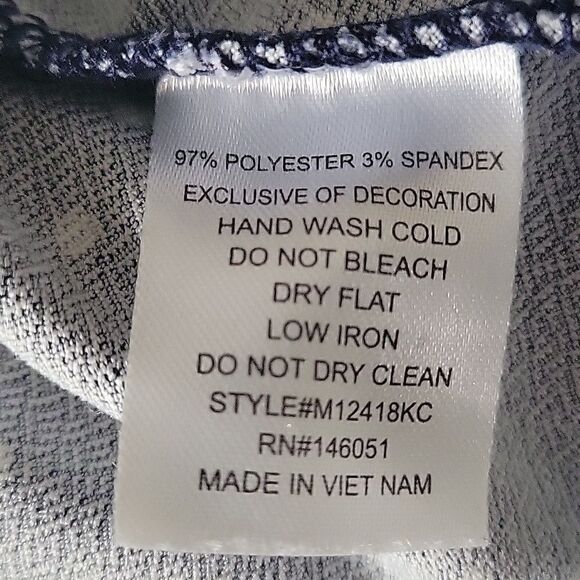 97% POLYESTER 3% SPANDEX
EXCLUSIVE OF DECORATION
HAND WASH COLD
DO NOT BLEACH
DRY FLAT
LOW IRON
DO NOT DRY CLEAN
STYLE#M12418KC
RN#146051
MADE IN VIET NAM